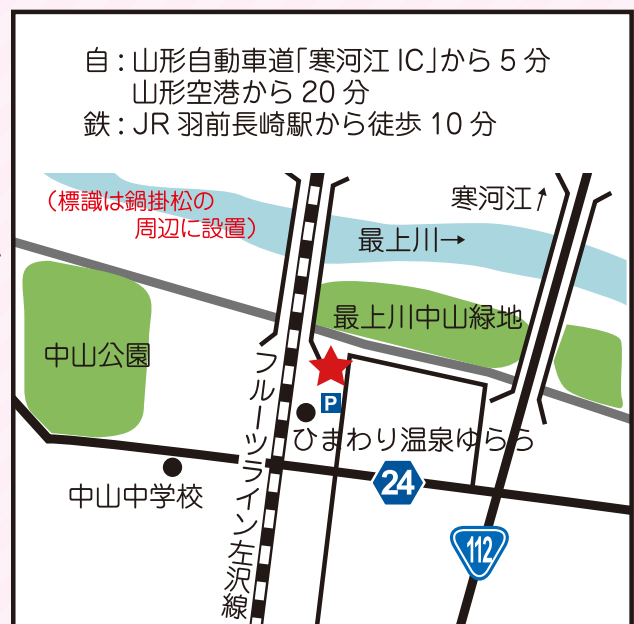 自：山形自動車道「寒河江 IC」から 5 分
山形空港から 20 分
鉄：JR 羽前長崎駅から徒歩 10 分
（標識は鍋掛松の
周辺に設置）
寒河江↑
最上川→
最上川中山緑地
中山公園
P
ひまわり温泉ゆらら
フルーツライン左沢線
24
中山中学校
112